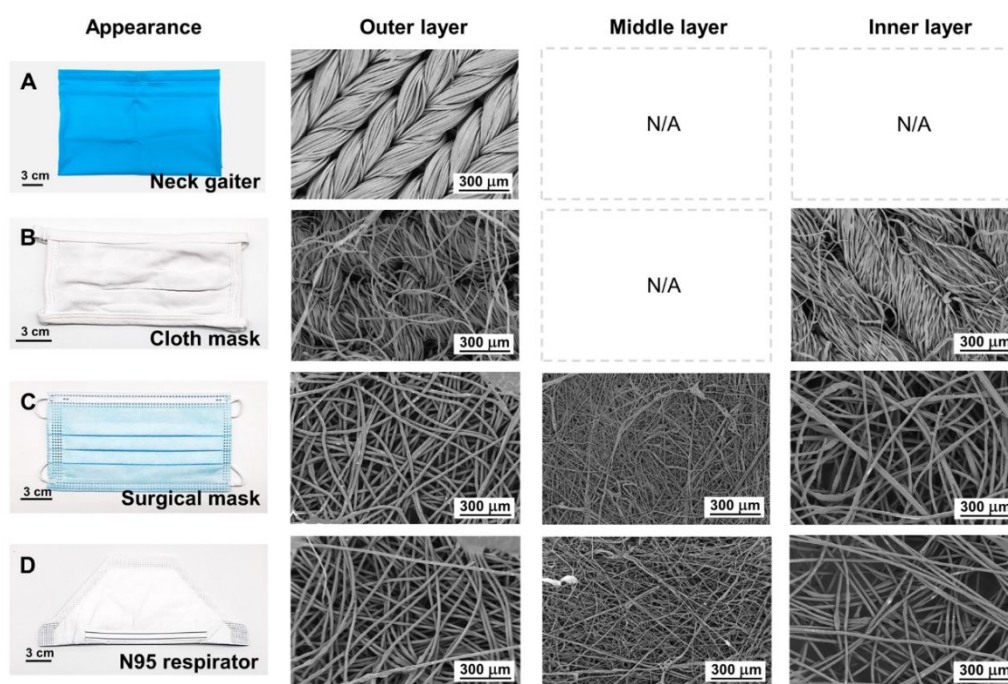 Appearance Outer layer Middle layer Inner layer
A
3 cm
Neck gaiter
300 μm
N/A
N/A
B
3 cm
Cloth mask
300 μm
N/A
300 μm
C
3 cm
Surgical mask
300 μm
300 μm
300 μm
D
3 cm
N95 respirator
300 μm
300 μm
300 μm